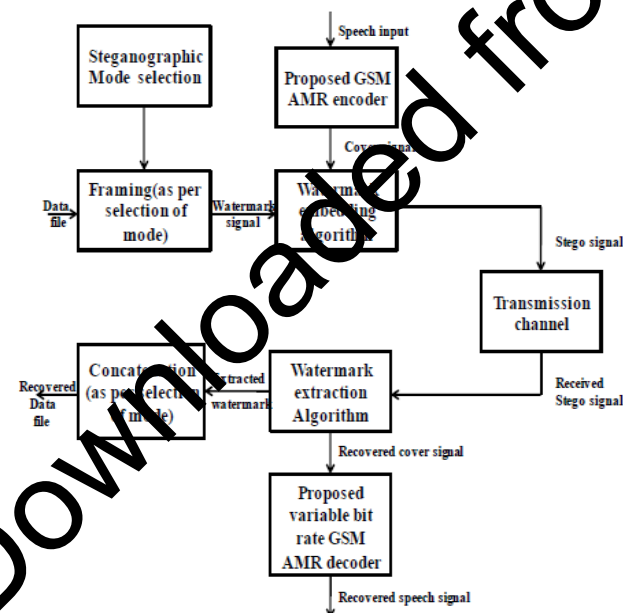 Speech input
Steganographic
Mode selection
Proposed GSM
AMR encoder
Cover signal
Data
file
Framing(as per
selection of
mode)
Watermark
signal
Watermark
embedding
algorithm
Stego signal
Transmission
channel
Received
Stego signal
Watermark
extraction
Algorithm
Extracted
watermark
Concatenation
(as per selection
of mode)
Recovered
Data
file
Recovered cover signal
Proposed
variable bit
rate GSM
AMR decoder
Recovered speech signal
Downloaded from